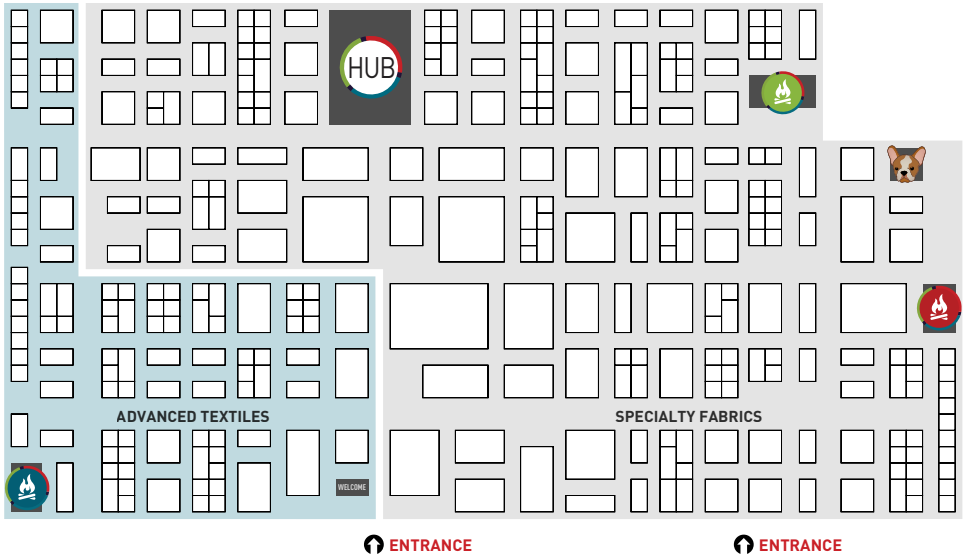 HUB
ADVANCED TEXTILES
SPECIALTY FABRICS
WELCOME
ENTRANCE
ENTRANCE